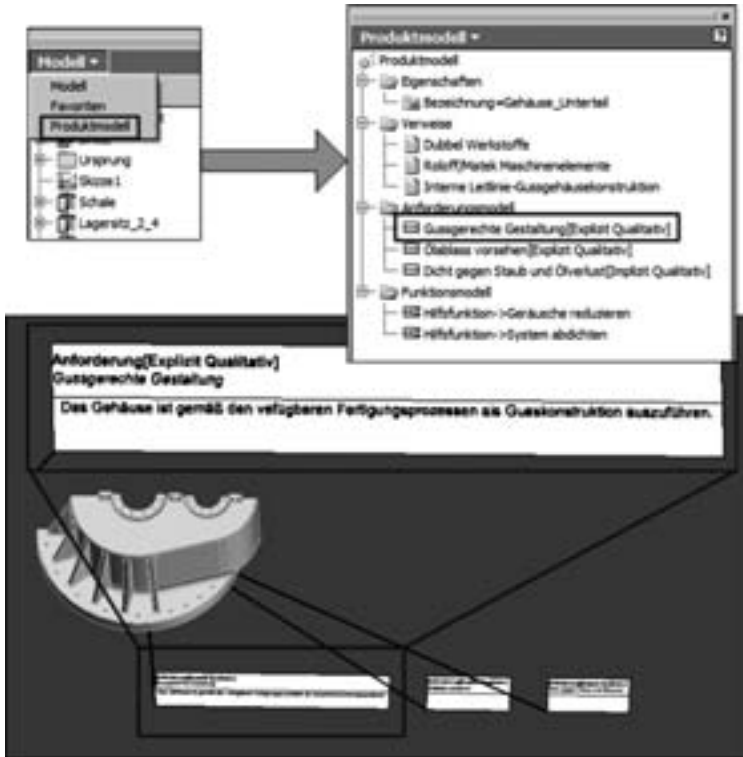 Modell
Modell
Favoriten
Produktmodell
Ursprung
Skizze1
Schale
Lagersitz_2_4
Produktmodell
Produktmodell
Eigenschaften
Bezeichnung=Gehäuse_Unterteil
Verweise
Dubbel Werkstoffe
Roloff/Matek Maschinenelemente
Interne Leitlinie-Gussgehäusekonstruktion
Anforderungsmodell
Gussgerechte Gestaltung[Explizit Qualitativ]
Ölablass vorsehen[Explizit Qualitativ]
Dicht gegen Staub und Ölverlust[Implizit Qualitativ]
Funktionsmodell
Hilfsfunktion->Geräusche reduzieren
Hilfsfunktion->System abdichten
Anforderung[Explizit Qualitativ]
Gussgerechte Gestaltung
Das Gehäuse ist gemäß den vefügbaren Fertigungsprozessen als Gusskonstruktion auszuführen.